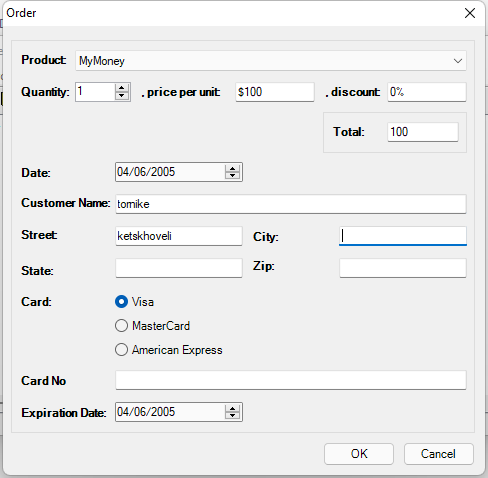 Order
Product: MyMoney
Quantity: 1 , price per unit: $100 , discount: 0%
Total: 100
Date: 04/06/2005
Customer Name: tornike
Street: ketskhoveli City:
State: Zip:
Card: Visa
MasterCard
American Express
Card No
Expiration Date: 04/06/2005
OK Cancel